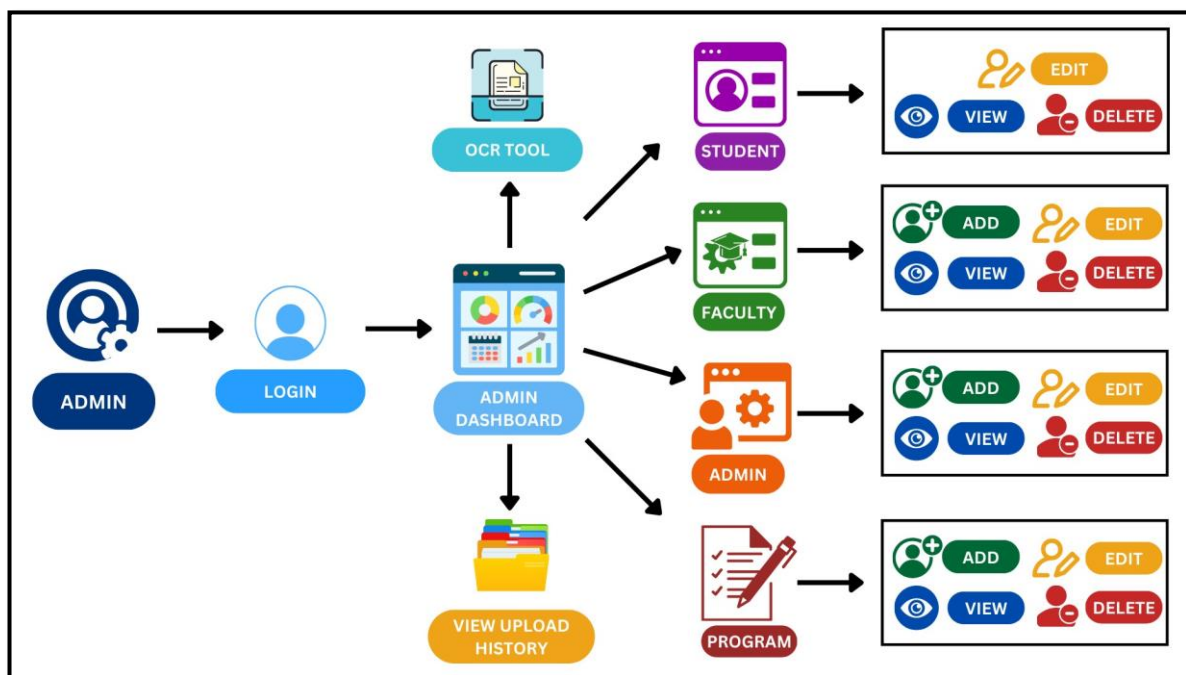 OCR TOOL
STUDENT
EDIT
VIEW
DELETE
ADMIN
LOGIN
ADMIN
DASHBOARD
FACULTY
ADD
EDIT
VIEW
DELETE
ADMIN
ADD
EDIT
VIEW
DELETE
VIEW UPLOAD
HISTORY
PROGRAM
ADD
EDIT
VIEW
DELETE